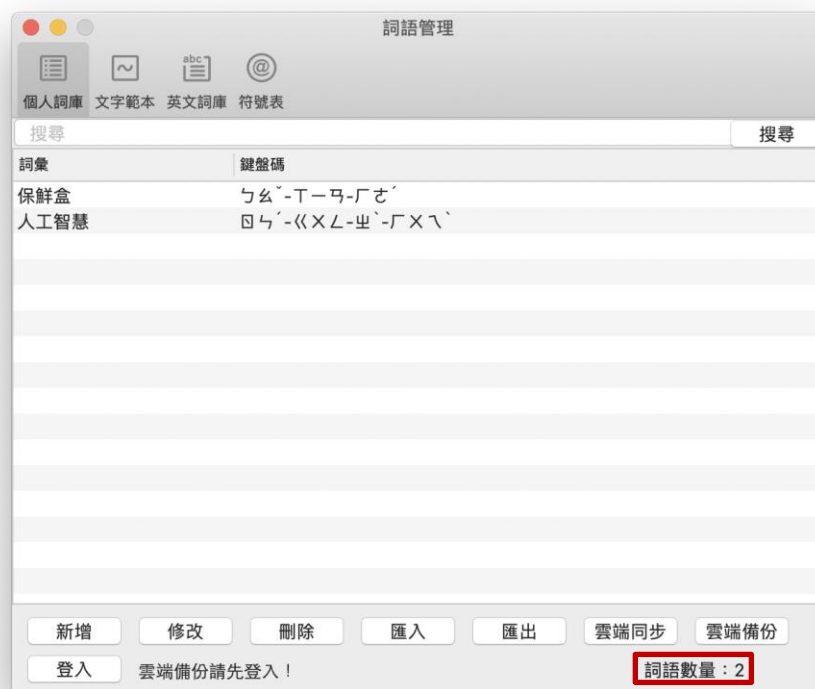 詞語管理
abc
個人詞庫 文字範本 英文詞庫 符號表
搜尋 搜尋
詞彙 鍵盤碼
保鮮盒 ㄅㄠˇ-ㄒㄧㄢ-ㄏㄜˊ
人工智慧 ㄖㄣˊ-ㄍㄨㄥ-ㄓˋ-ㄏㄨㄟˋ
新增 修改 刪除 匯入 匯出 雲端同步 雲端備份
登入 雲端備份請先登入！ 詞語數量：2